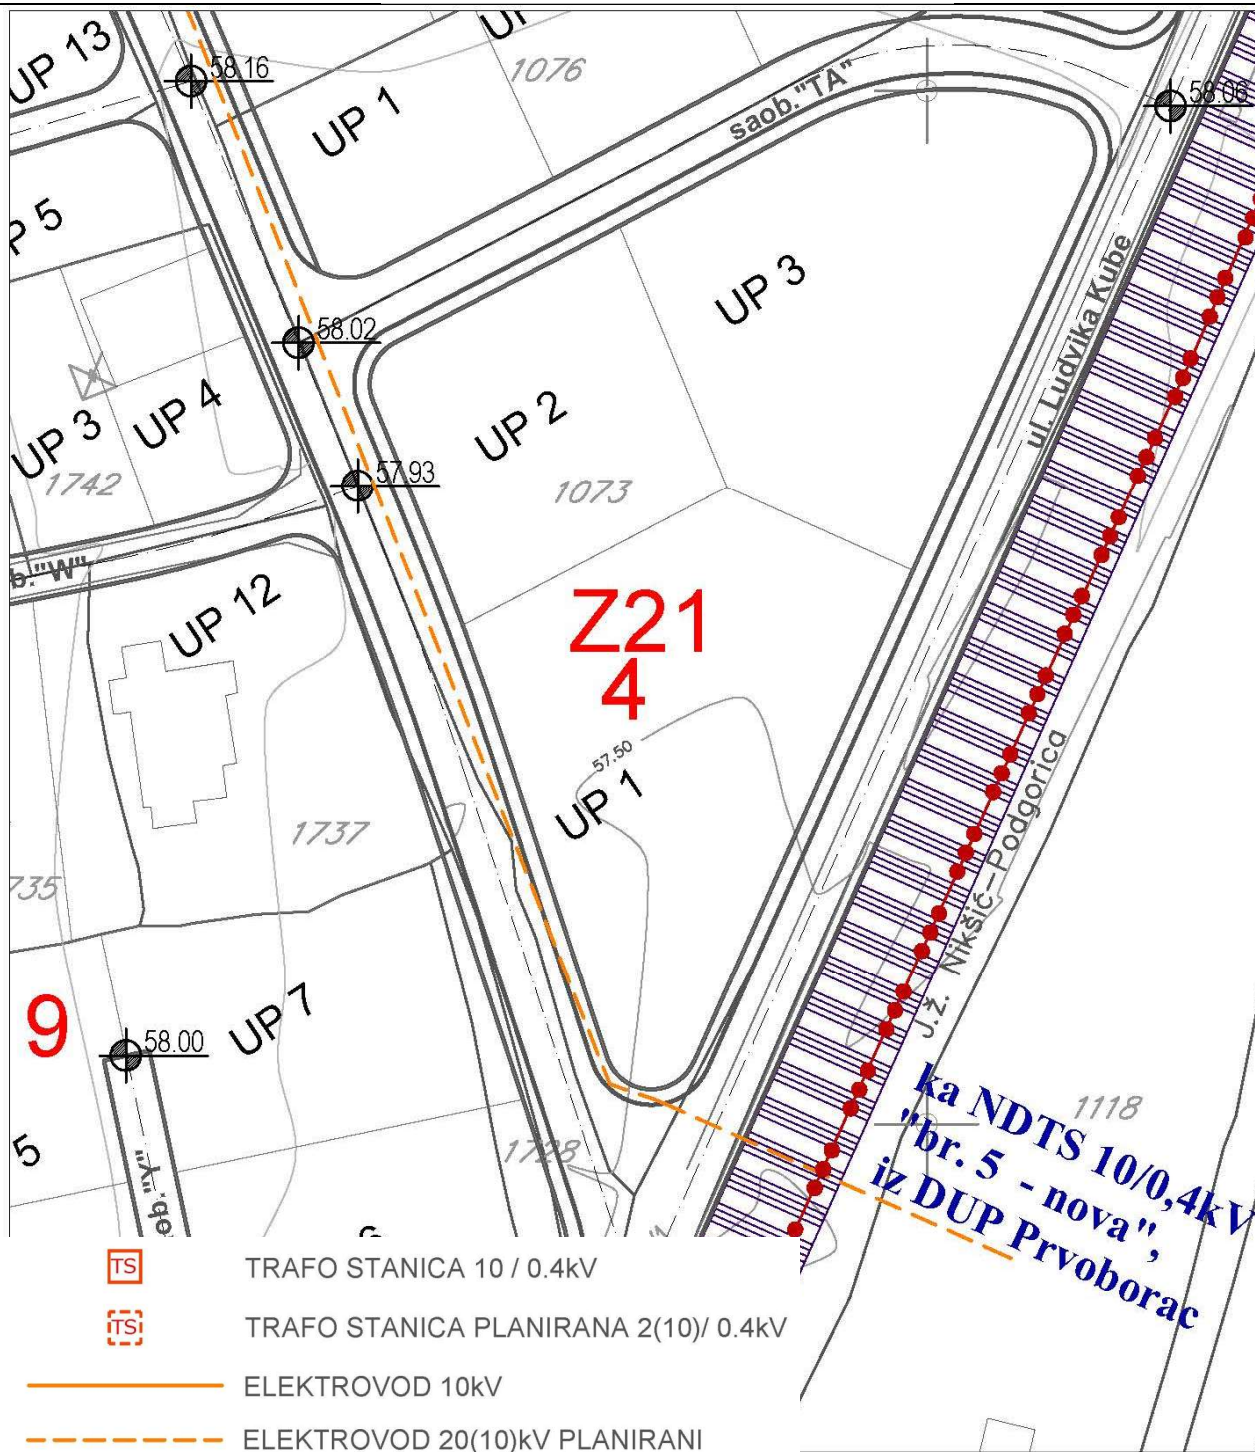 UP 13
58.16
1076
UP 1
saob."TA"
58.06
UP 3
58.02
ul. Ludvika Kube
UP 4
UP 2
UP 3
1742
57.93
1073
b."W"
UP 12
Z21
4
57.50
UP 1
1737
735
J.Ž. Nikšić-Podgorica
9
58.00
UP 7
1728
5
ob."Y"
1118
ka NDTS 10/0,4kV
"br. 5 - nova",
iz DUP Prvoborac
TS TRAFO STANICA 10 / 0.4kV
TS TRAFO STANICA PLANIRANA 2(10)/ 0.4kV
ELEKTROVOD 10kV
ELEKTROVOD 20(10)kV PLANIRANI